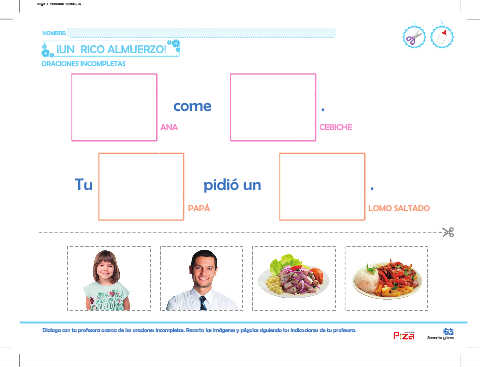 NOMBRE:
¡UN RICO ALMUERZO!
ORACIONES INCOMPLETAS
come .
ANA CEBICHE
Tu pidió un .
PAPÁ LOMO SALTADO
Dialoga con tu profesora acerca de las oraciones incompletas. Recorta las imágenes y pégalas siguiendo las indicaciones de tu profesora.
63